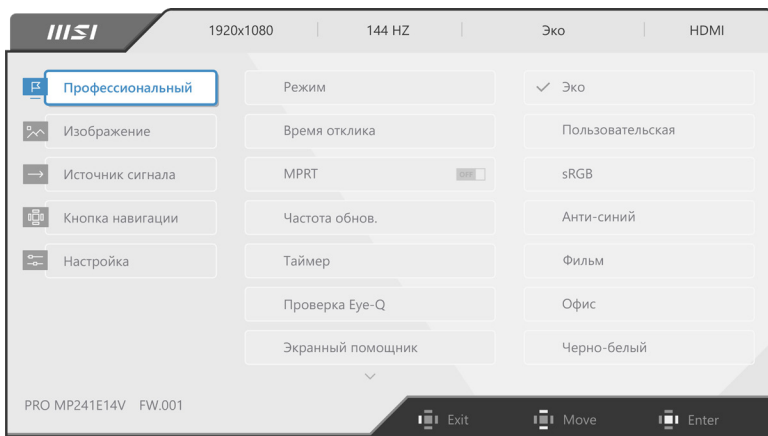 msi 1920x1080 144 HZ Эко HDMI
Профессиональный Режим Эко
Изображение Время отклика Пользовательская
Источник сигнала MPRT OFF sRGB
Кнопка навигации Частота обнов. Анти-синий
Настройка Таймер Фильм
Проверка Eye-Q Офис
Экранный помощник Черно-белый
PRO MP241E14V FW.001
Exit Move Enter